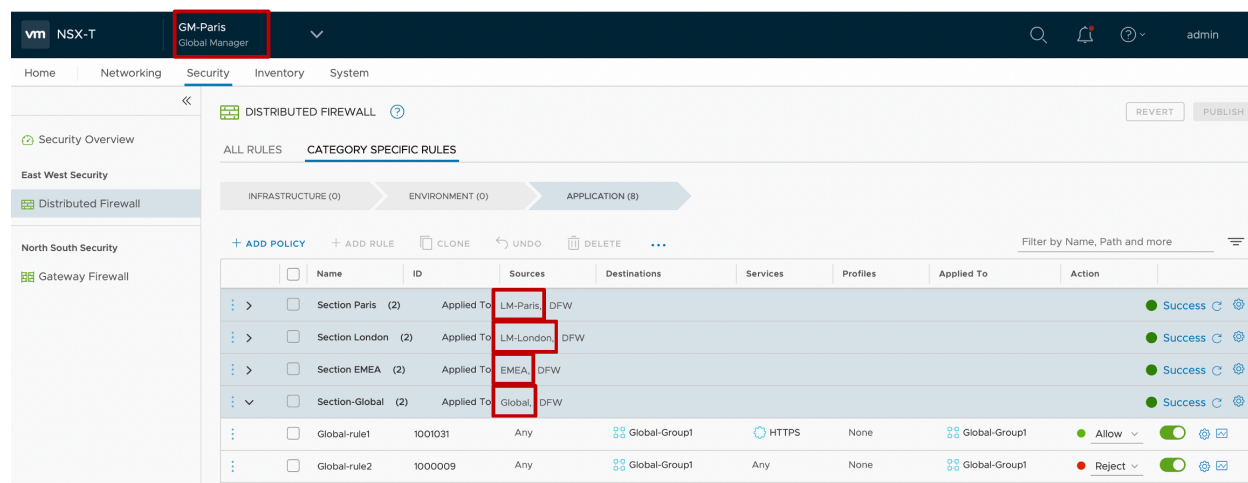 vm NSX-T GM-Paris Global Manager admin
Home Networking Security Inventory System
DISTRIBUTED FIREWALL REVERT PUBLISH
Security Overview
ALL RULES CATEGORY SPECIFIC RULES
East West Security
Distributed Firewall
INFRASTRUCTURE (0) ENVIRONMENT (0) APPLICATION (8)
North South Security
Gateway Firewall
+ ADD POLICY + ADD RULE CLONE UNDO DELETE ... Filter by Name, Path and more
Name ID Sources Destinations Services Profiles Applied To Action
Section Paris (2) Applied To LM-Paris, DFW Success
Section London (2) Applied To LM-London, DFW Success
Section EMEA (2) Applied To EMEA, DFW Success
Section-Global (2) Applied To Global, DFW Success
Global-rule1 1001031 Any Global-Group1 HTTPS None Global-Group1 Allow
Global-rule2 1000009 Any Global-Group1 Any None Global-Group1 Reject